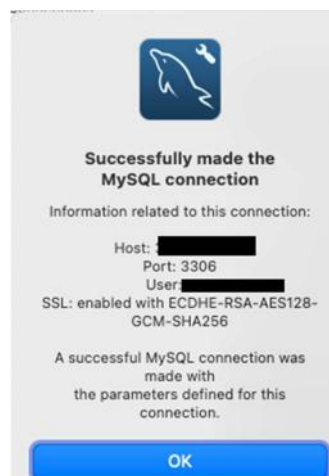 Successfully made the
MySQL connection
Information related to this connection:
Host:
Port: 3306
User:
SSL: enabled with ECDHE-RSA-AES128-
GCM-SHA256
A successful MySQL connection was
made with
the parameters defined for this
connection.
OK